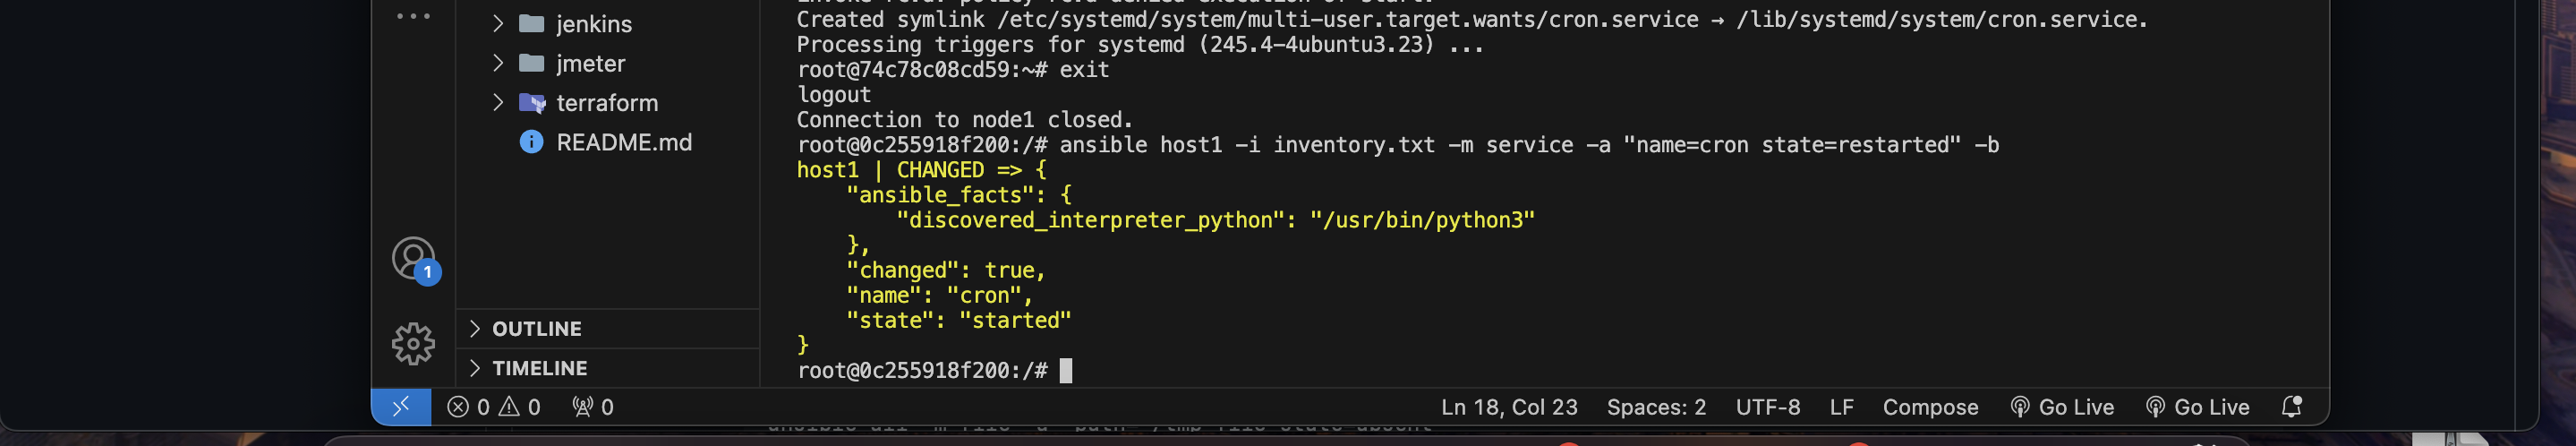 jenkins
jmeter
terraform
README.md
OUTLINE
TIMELINE
1
Created symlink /etc/systemd/system/multi-user.target.wants/cron.service → /lib/systemd/system/cron.service.
Processing triggers for systemd (245.4-4ubuntu3.23) ...
root@74c78c08cd59:~# exit
logout
Connection to node1 closed.
root@0c255918f200:/# ansible host1 -i inventory.txt -m service -a "name=cron state=restarted" -b
host1 | CHANGED => {
    "ansible_facts": {
        "discovered_interpreter_python": "/usr/bin/python3"
    },
    "changed": true,
    "name": "cron",
    "state": "started"
}
root@0c255918f200:/#
0 0 0 Ln 18, Col 23 Spaces: 2 UTF-8 LF Compose Go Live Go Live